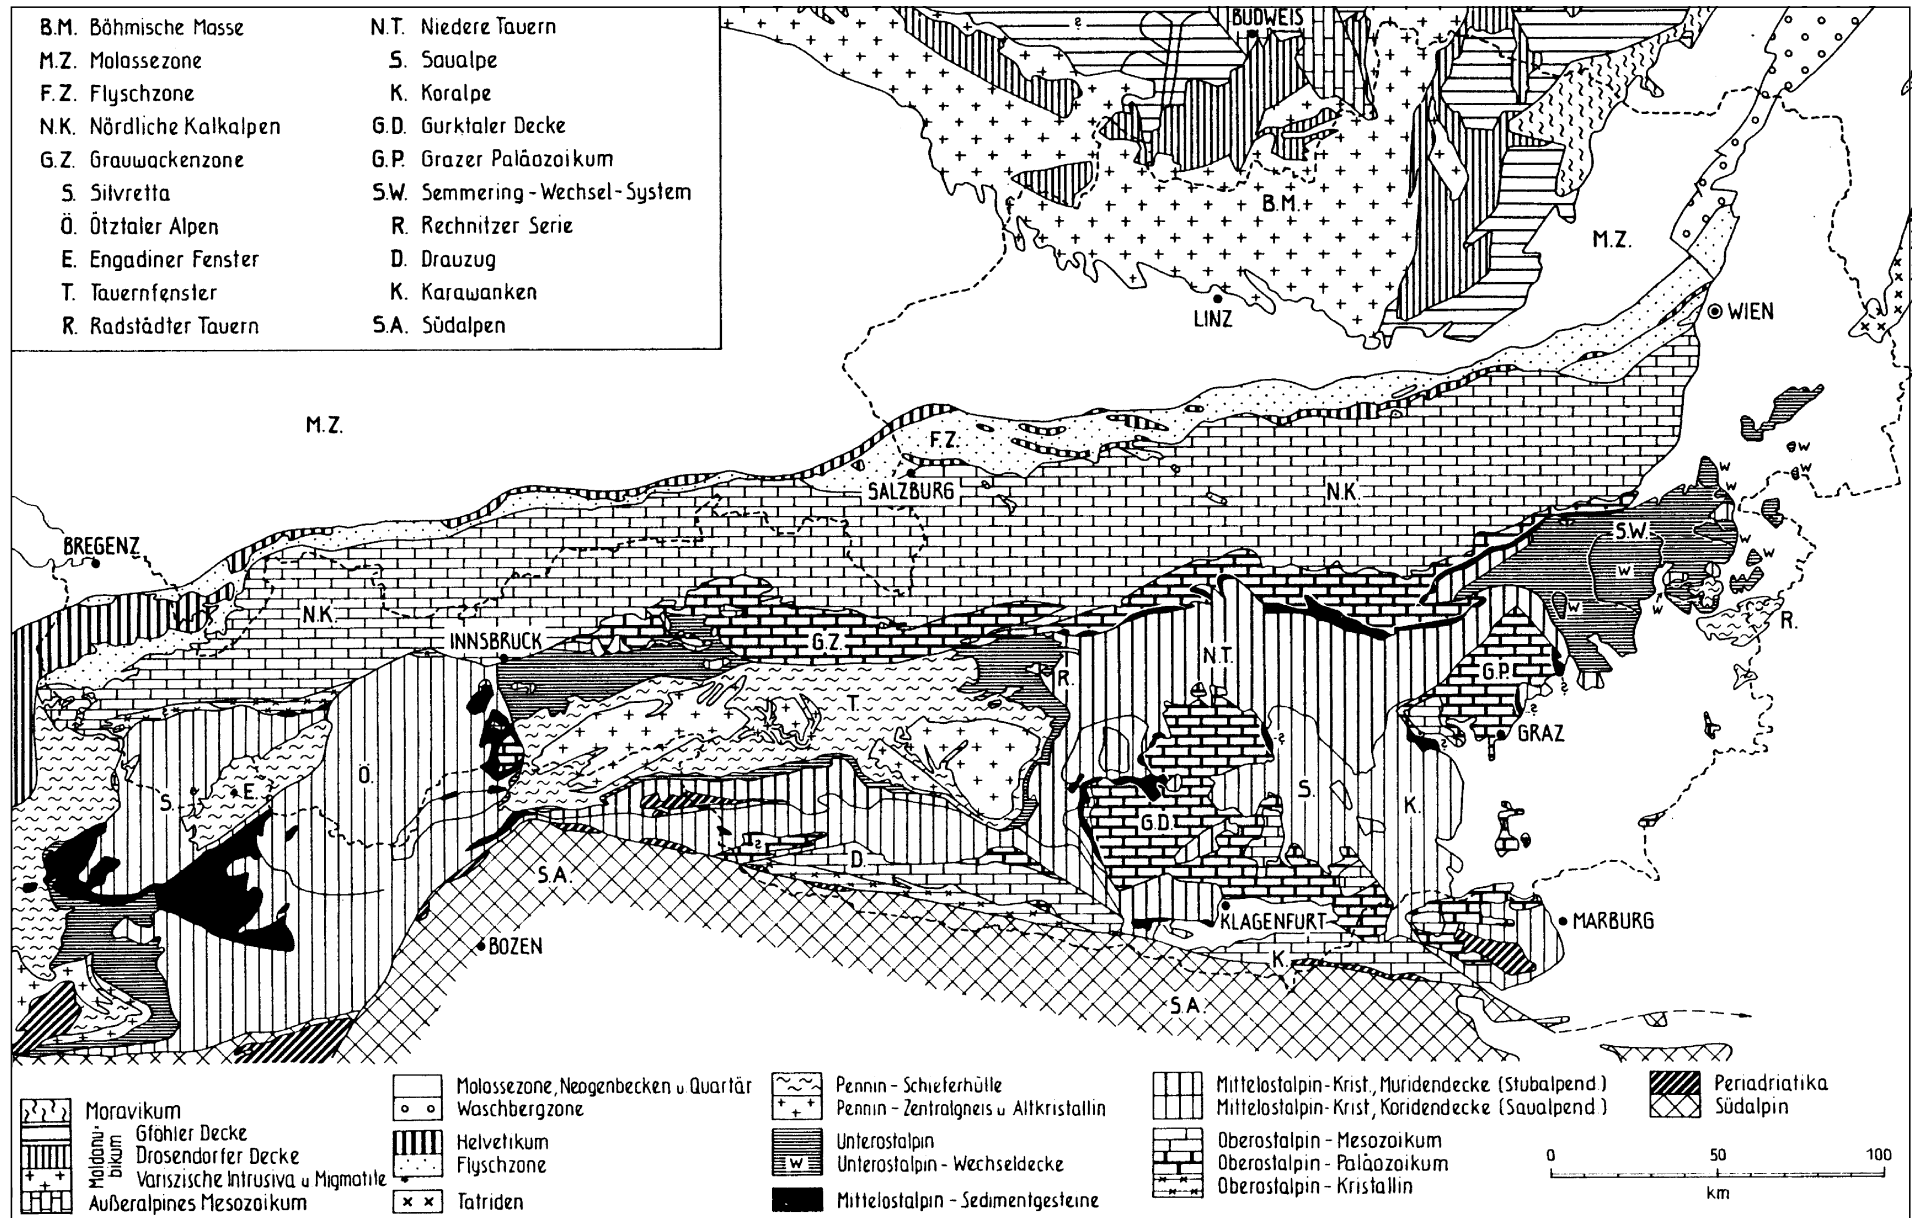 B.M. Böhmische Masse
M.Z. Molassezone
F.Z. Flyschzone
N.K. Nördliche Kalkalpen
G.Z. Grauwackenzone
S. Silvretta
Ö. Ötztaler Alpen
E. Engadiner Fenster
T. Tauernfenster
R. Radstädter Tauern
N.T. Niedere Tauern
S. Saualpe
K. Koralpe
G.D. Gurktaler Decke
G.P. Grazer Paläozoikum
S.W. Semmering-Wechsel-System
R. Rechnitzer Serie
D. Drauzug
K. Karawanken
S.A. Südalpen
BUDWEIS
?
B.M.
M.Z.
LINZ
WIEN
M.Z.
F.Z.
SALZBURG
N.K.
W
W
W
W
S.W.
W
BREGENZ
W
W
W
W
W
N.K.
INNSBRUCK
G.Z.
R.
N.T.
G.P.
R.
T.
?
?
GRAZ
?
?
Ö.
S.
E.
S.
K.
G.D.
?
D.
S.A.
KLAGENFURT
MARBURG
BOZEN
K.
S.A.
Moravikum
Moldanubikum
Gföhler Decke
Drosendorfer Decke
Variszische Intrusiva u Migmatite
Außeralpines Mesozoikum
Molassezone, Neogenbecken u Quartär
Waschbergzone
Helvetikum
Flyschzone
Tatriden
Pennin-Schieferhülle
Pennin-Zentralgneis u Altkristallin
Unterostalpin
W Unterostalpin-Wechseldecke
Mittelostalpin-Sedimentgesteine
Mittelostalpin-Krist., Muridendecke (Stubalpend.)
Mittelostalpin-Krist., Koridendecke (Saualpend.)
Oberostalpin-Mesozoikum
Oberostalpin-Paläozoikum
Oberostalpin-Kristallin
Periadriatika
Südalpin
0 50 100
km